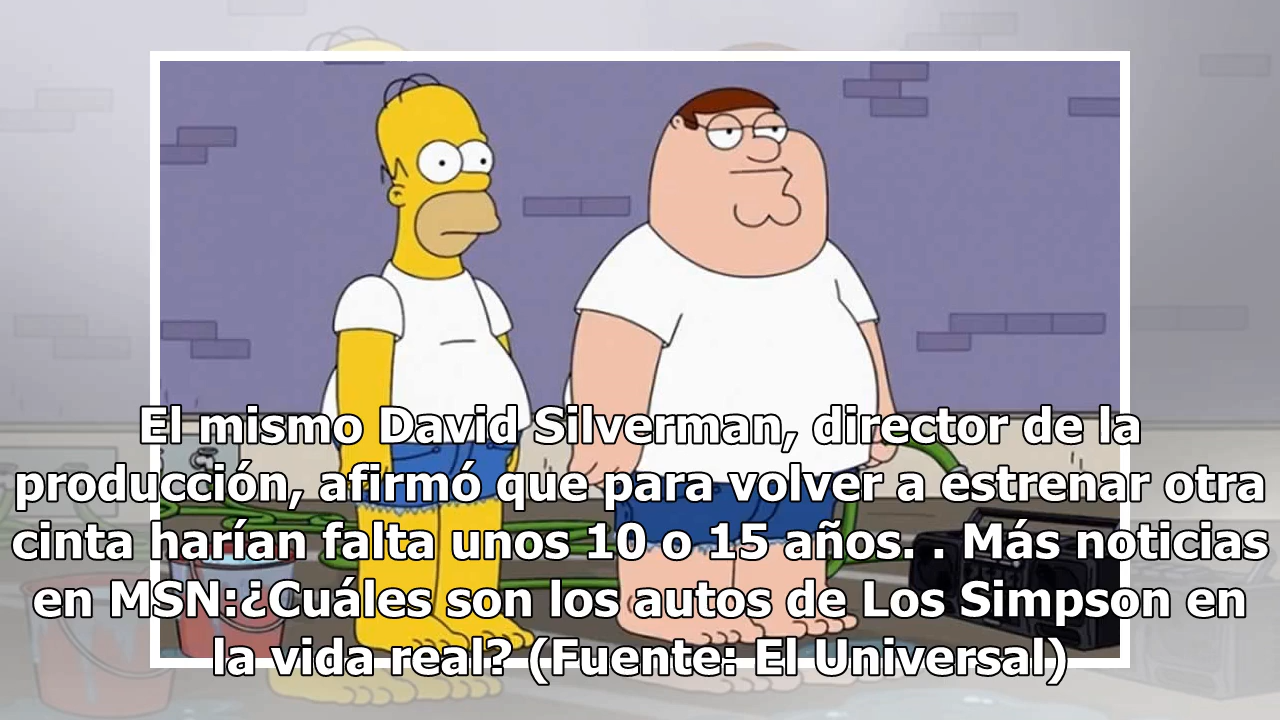 El mismo David Silverman, director de la
producción, afirmó que para volver a estrenar otra
cinta harían falta unos 10 o 15 años. . Más noticias
en MSN:¿Cuáles son los autos de Los Simpson en
la vida real? (Fuente: El Universal)